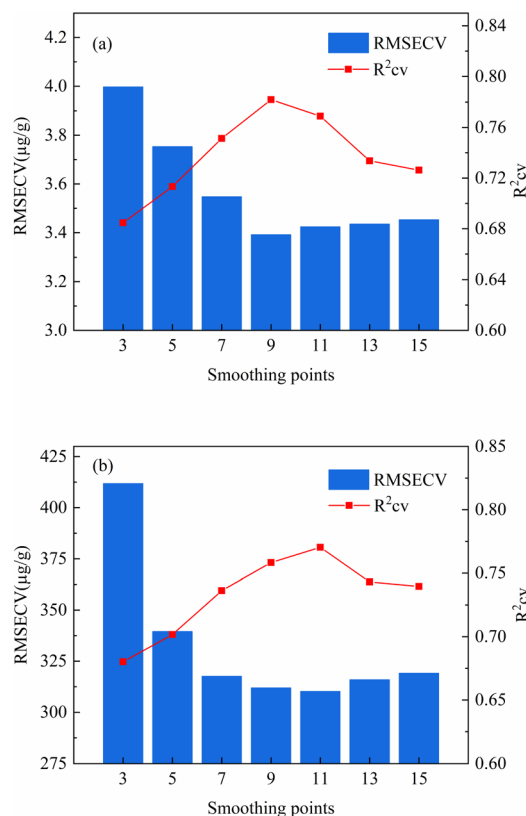 (a)
RMSECV
R²cv
4.2
4.0
3.8
3.6
3.4
3.2
3.0
RMSECV(μg/g)
0.84
0.80
0.76
0.72
0.68
0.64
0.60
R²cv
3 5 7 9 11 13 15
Smoothing points
(b)
RMSECV
R²cv
425
400
375
350
325
300
275
RMSECV(μg/g)
0.85
0.80
0.75
0.70
0.65
0.60
R²cv
3 5 7 9 11 13 15
Smoothing points